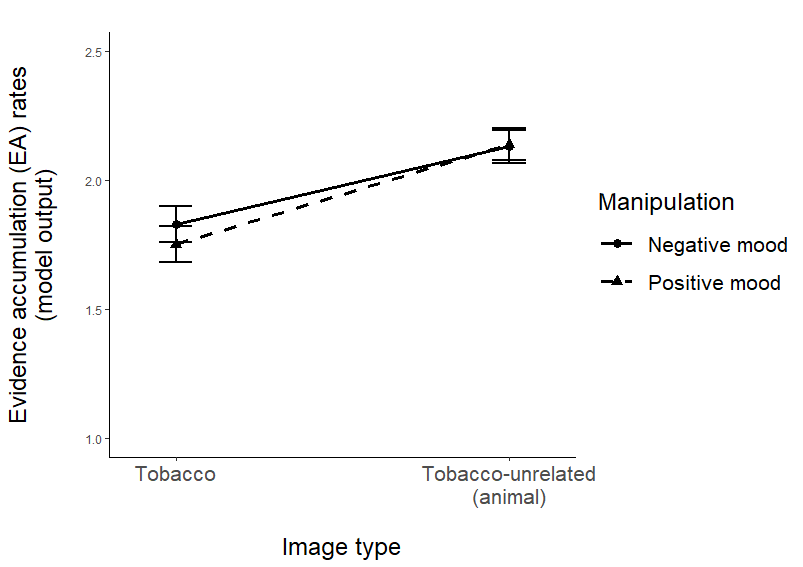 Evidence accumulation (EA) rates
(model output)
2.5
2.0
1.5
1.0
Tobacco
Tobacco-unrelated
(animal)
Image type
Manipulation
Negative mood
Positive mood